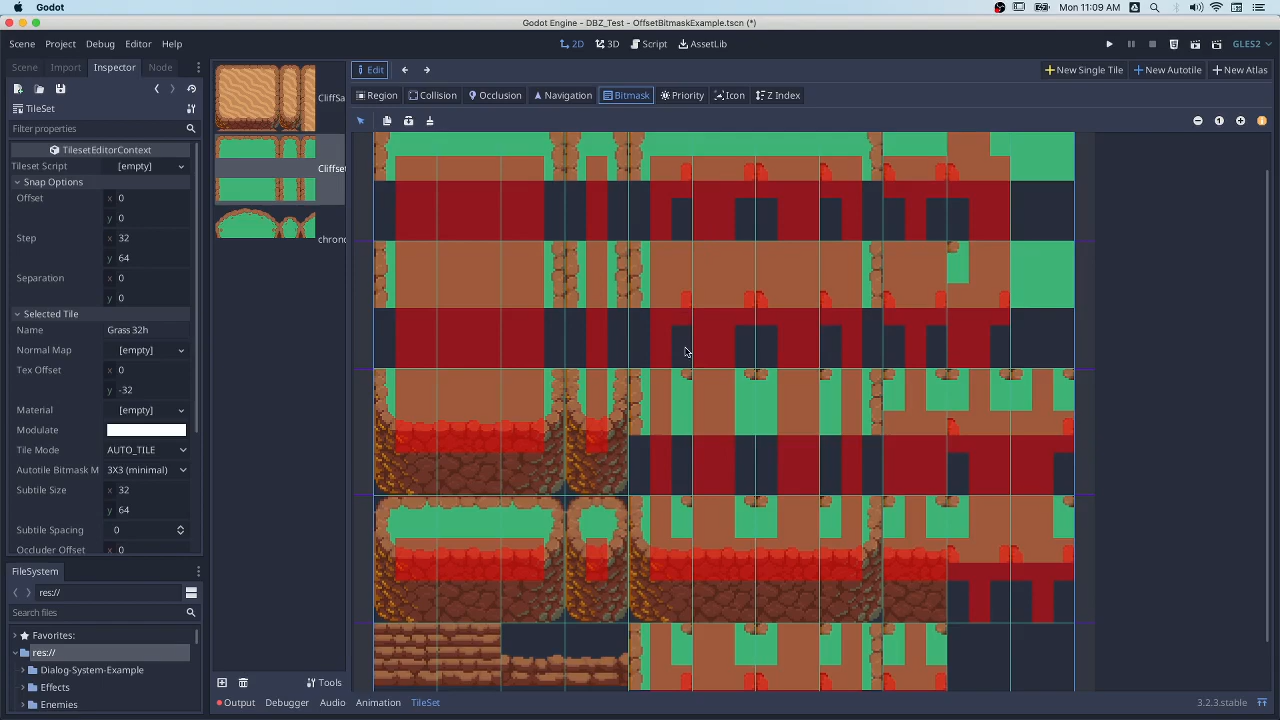 Godot
Mon 11:09 AM
Godot Engine - DBZ_Test - OffsetBitmaskExample.tscn (*)
Scene Project Debug Editor Help
2D 3D Script AssetLib
GLES2
Scene Import Inspector Node
Edit
New Single Tile New Autotile New Atlas
TileSet
Region Collision Occlusion Navigation Bitmask Priority Icon Z Index
Filter properties
TilesetEditorContext
Tileset Script [empty]
Snap Options
Offset x 0
y 0
Step x 32
y 64
Separation x 0
y 0
Selected Tile
Name Grass 32h
Normal Map [empty]
Tex Offset x 0
y -32
Material [empty]
Modulate
Tile Mode AUTO_TILE
Autotile Bitmask M 3X3 (minimal)
Subtile Size x 32
y 64
Subtile Spacing 0
Occluder Offset x 0
CliffSa
Cliffset
chrono
FileSystem
res://
Search files
Favorites:
res://
Dialog-System-Example
Effects
Enemies
Tools
Output Debugger Audio Animation TileSet
3.2.3.stable